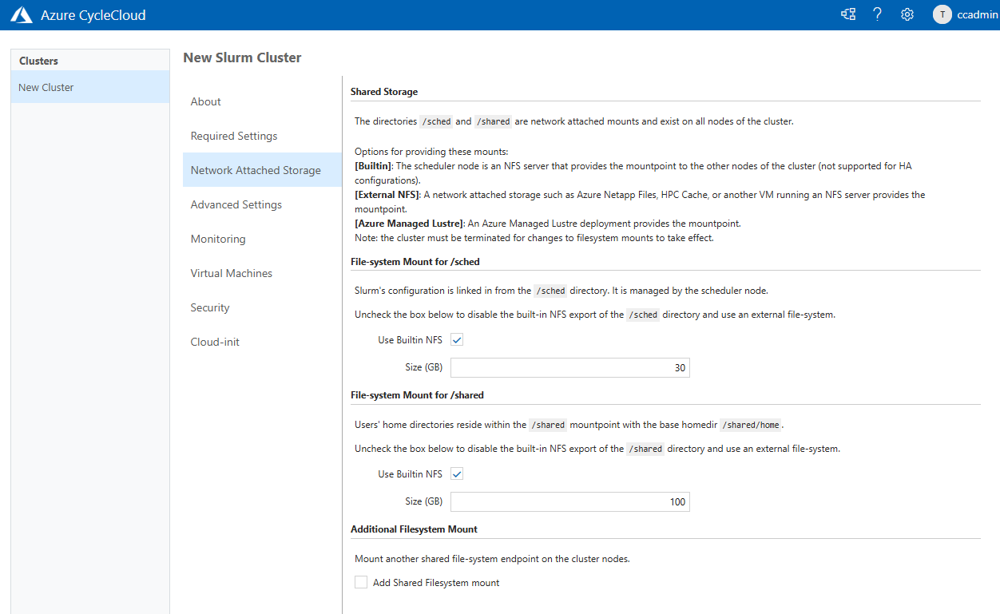 Azure CycleCloud
T
ccadmin
Clusters
New Cluster
New Slurm Cluster
About
Required Settings
Network Attached Storage
Advanced Settings
Monitoring
Virtual Machines
Security
Cloud-init
Shared Storage
The directories /sched and /shared are network attached mounts and exist on all nodes of the cluster.
Options for providing these mounts:
[Builtin]: The scheduler node is an NFS server that provides the mountpoint to the other nodes of the cluster (not supported for HA
configurations).
[External NFS]: A network attached storage such as Azure Netapp Files, HPC Cache, or another VM running an NFS server provides the
mountpoint.
[Azure Managed Lustre]: An Azure Managed Lustre deployment provides the mountpoint.
Note: the cluster must be terminated for changes to filesystem mounts to take effect.
File-system Mount for /sched
Slurm's configuration is linked in from the /sched directory. It is managed by the scheduler node.
Uncheck the box below to disable the built-in NFS export of the /sched directory and use an external file-system.
Use Builtin NFS
Size (GB) 30
File-system Mount for /shared
Users' home directories reside within the /shared mountpoint with the base homedir /shared/home.
Uncheck the box below to disable the built-in NFS export of the /shared directory and use an external file-system.
Use Builtin NFS
Size (GB) 100
Additional Filesystem Mount
Mount another shared file-system endpoint on the cluster nodes.
Add Shared Filesystem mount